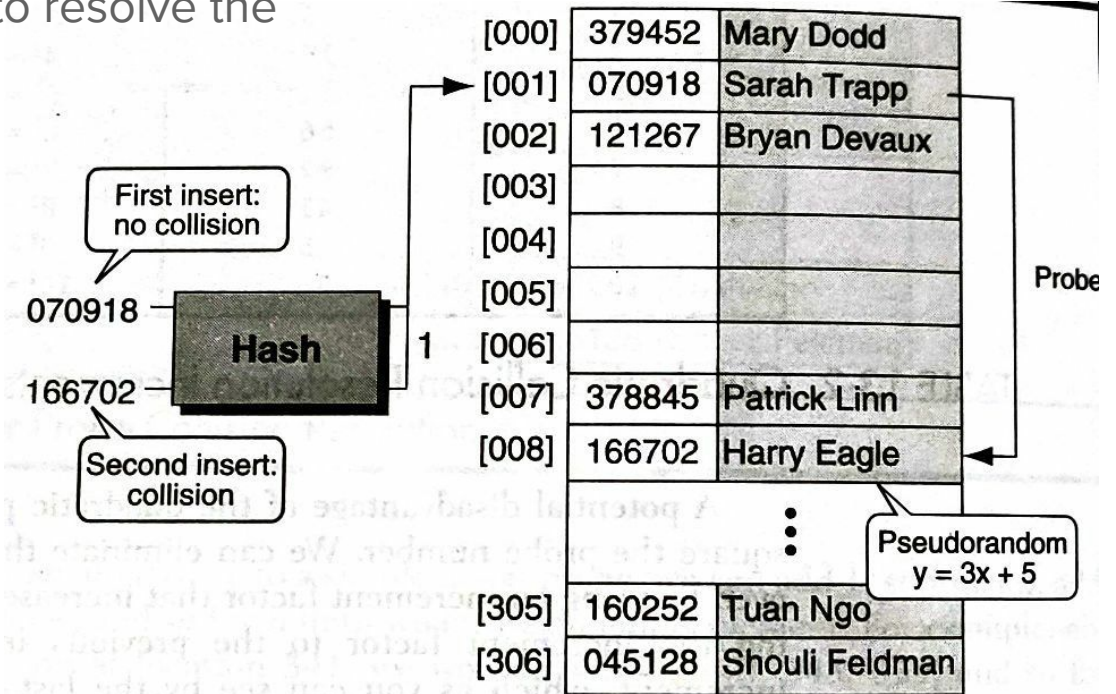 to resolve the
[000] 379452 Mary Dodd
[001] 070918 Sarah Trapp
[002] 121267 Bryan Devaux
[003]
[004]
[005]
[006]
[007] 378845 Patrick Linn
[008] 166702 Harry Eagle
[305] 160252 Tuan Ngo
[306] 045128 Shouli Feldman
First insert:
no collision
070918
Hash
1
166702
Second insert:
collision
Probe
Pseudorandom
y = 3x + 5